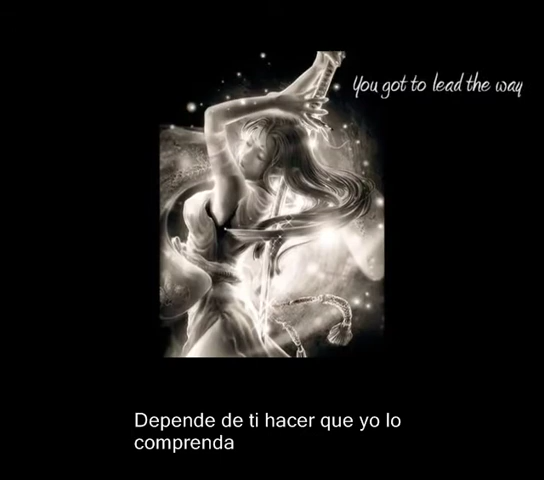 You got to lead the way
Depende de ti hacer que yo lo
comprenda